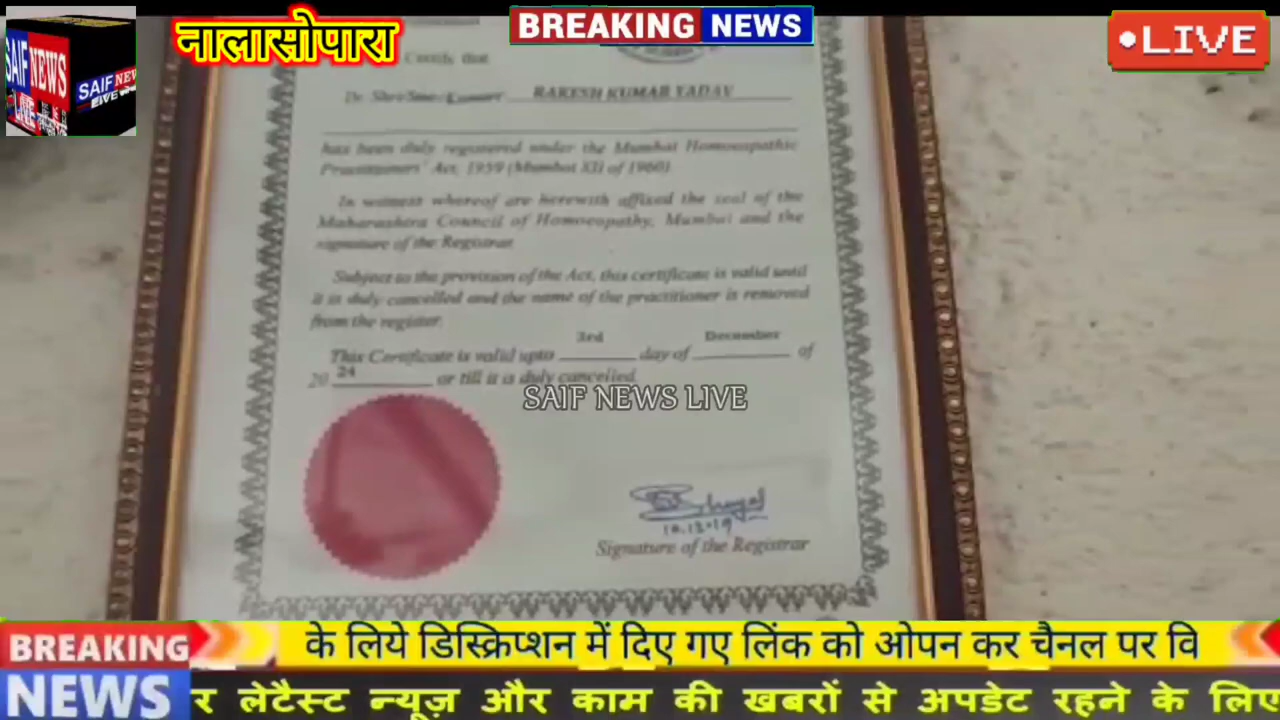 SAIF NEWS
LIVE
SAIF NEW
LIVE
नालासोपारा
BREAKING NEWS
LIVE
Certify that
Dr. Shri/Smt./Kumari RAKESH KUMAR YADAV
has been duly registered under the Mumbai Homoeopathic
Practitioners' Act, 1959 (Mumbai XII of 1960).
In witness whereof are herewith affixed the seal of the
Maharashtra Council of Homoeopathy, Mumbai and the
signature of the Registrar
Subject to the provision of the Act, this certificate is valid until
it is duly cancelled and the name of the practitioner is removed
from the register.
This Certificate is valid upto 3rd day of December of
20 24 or till it is duly cancelled.
SAIF NEWS LIVE
10.12.19
Signature of the Registrar
BREAKING
NEWS
के लिये डिस्क्रिप्शन में दिए गए लिंक को ओपन कर चैनल पर वि
र लेटैस्ट न्यूज़ और काम की खबरों से अपडेट रहने के लिए